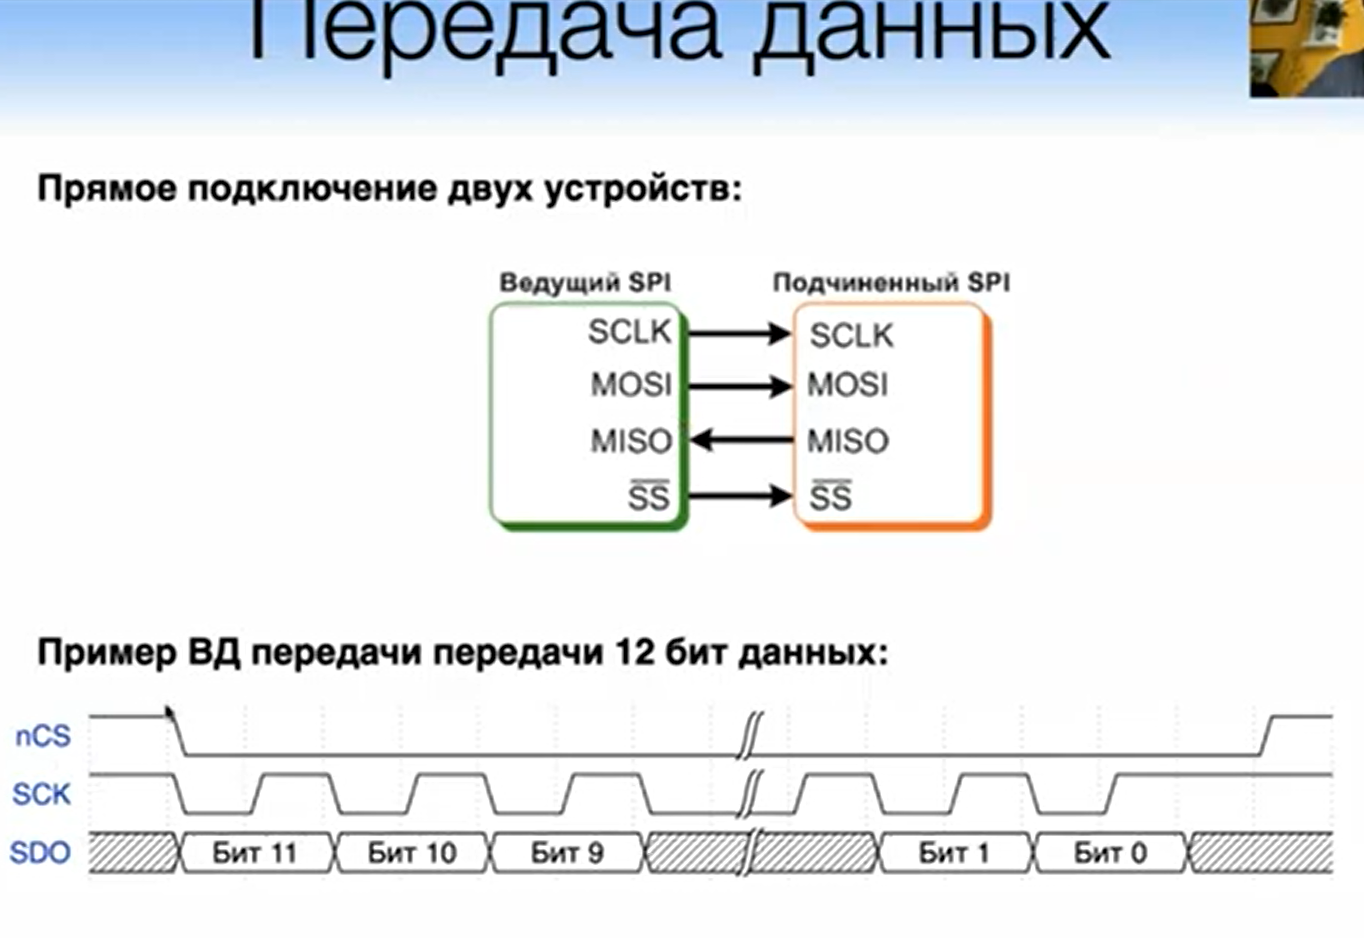 Передача данных
Прямое подключение двух устройств:
Ведущий SPI
Подчиненный SPI
SCLK
SCLK
MOSI
MOSI
MISO
MISO
SS
SS
Пример ВД передачи передачи 12 бит данных:
nCS
SCK
SDO
Бит 11
Бит 10
Бит 9
Бит 1
Бит 0